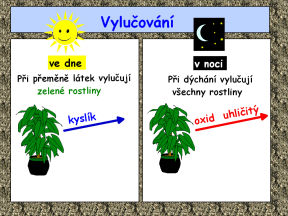 Vylučování
ve dne
Při přeměně látek vylučují
zelené rostliny
kyslík
v noci
Při dýchání vylučují
všechny rostliny
oxid uhličitý